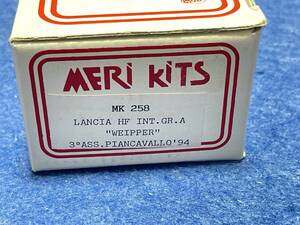 MERI KITS
MK 258
LANCIA HF INT.GR.A
"WEIPPER"
3°ASS.PIANCAVALLO'94